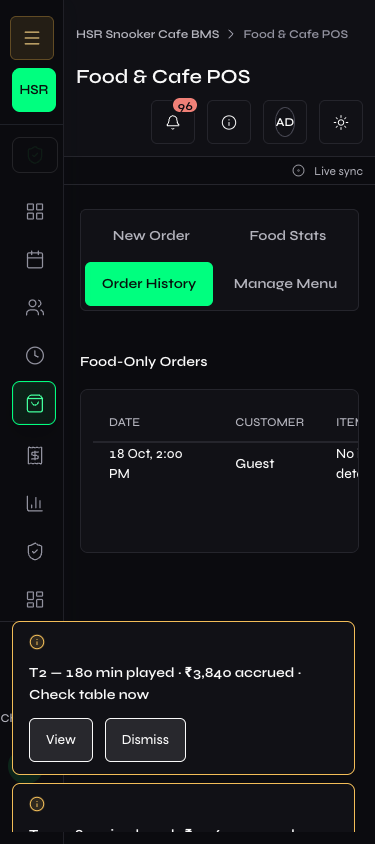 HSR Snooker Cafe BMS > Food & Cafe POS
HSR
Food & Cafe POS
96
AD
Live sync
New Order
Food Stats
Order History
Manage Menu
Food-Only Orders
DATE CUSTOMER
18 Oct, 2:00
PM
Guest
No
T2 — 180 min played · ₹3,840 accrued ·
Check table now
View
Dismiss